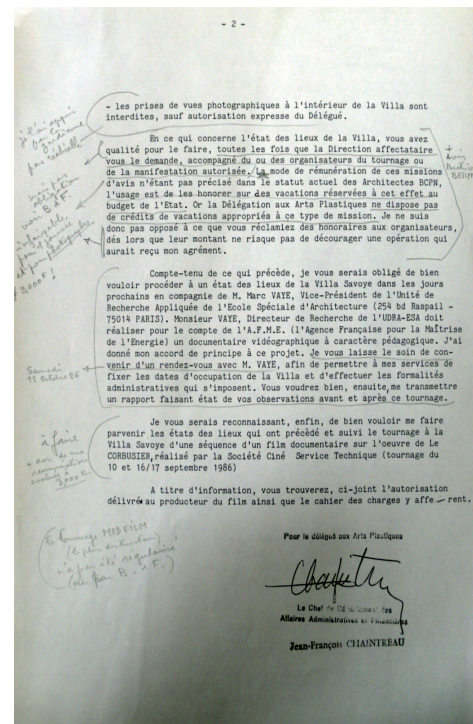 - 2 -
- les prises de vues photographiques à l'intérieur de la Villa sont
interdites, sauf autorisation expresse du Délégué.
En ce qui concerne l'état des lieux de la Villa, vous avez
qualité pour le faire, toutes les fois que la Direction affectataire
vous le demande, accompagné du ou des organisateurs du tournage ou
de la manifestation autorisée. La mode de rémunération de ces missions
d'avis n'étant pas précisé dans le statut actuel des Architectes BCPN,
l'usage est de les honorer sur des vacations réservées à cet effet au
budget de l'Etat. Or la Délégation aux Arts Plastiques ne dispose pas
de crédits de vacations appropriés à ce type de mission. Je ne suis
donc pas opposé à ce que vous réclamiez des honoraires aux organisateurs,
dès lors que leur montant ne risque pas de décourager une opération qui
aurait reçu mon agrément.
Compte-tenu de ce qui précède, je vous serais obligé de bien
vouloir procéder à un état des lieux de la Villa Savoye dans les jours
prochains en compagnie de M. Marc VAYE, Vice-Président de l'Unité de
Recherche Appliquée de l'Ecole Spéciale d'Architecture (254 bd Raspail -
75014 PARIS). Monsieur VAYE, Directeur de Recherche de l'UDRA-ESA doit
réaliser pour le compte de l'A.F.M.E. (l'Agence Française pour la Maîtrise
de l'Energie) un documentaire vidéographique à caractère pédagogique. J'ai
donné mon accord de principe à ce projet. Je vous laisse le soin de con-
venir d'un rendez-vous avec M. VAYE, afin de permettre à mes services de
fixer les dates d'occupation de la Villa et d'effectuer les formalités
administratives qui s'imposent. Vous voudrez bien, ensuite, me transmettre
un rapport faisant état de vos observations avant et après ce tournage.
Samedi
11 Octobre 86
Je vous serais reconnaissant, enfin, de bien vouloir me faire
parvenir les états des lieux qui ont précédé et suivi le tournage à la
Villa Savoye d'une séquence d'un film documentaire sur l'oeuvre de Le
CORBUSIER, réalisé par la Société Ciné Service Technique (tournage du
10 et 16/17 septembre 1986)
à faire
3000 F
A titre d'information, vous trouverez, ci-joint l'autorisation
délivrée au producteur du film ainsi que le cahier des charges y affé rent.
n'a pas été
Pour le délégué aux Arts Plastiques
Le Chef de Département des
Affaires Administratives et Financières
Jean-François CHAINTREAU